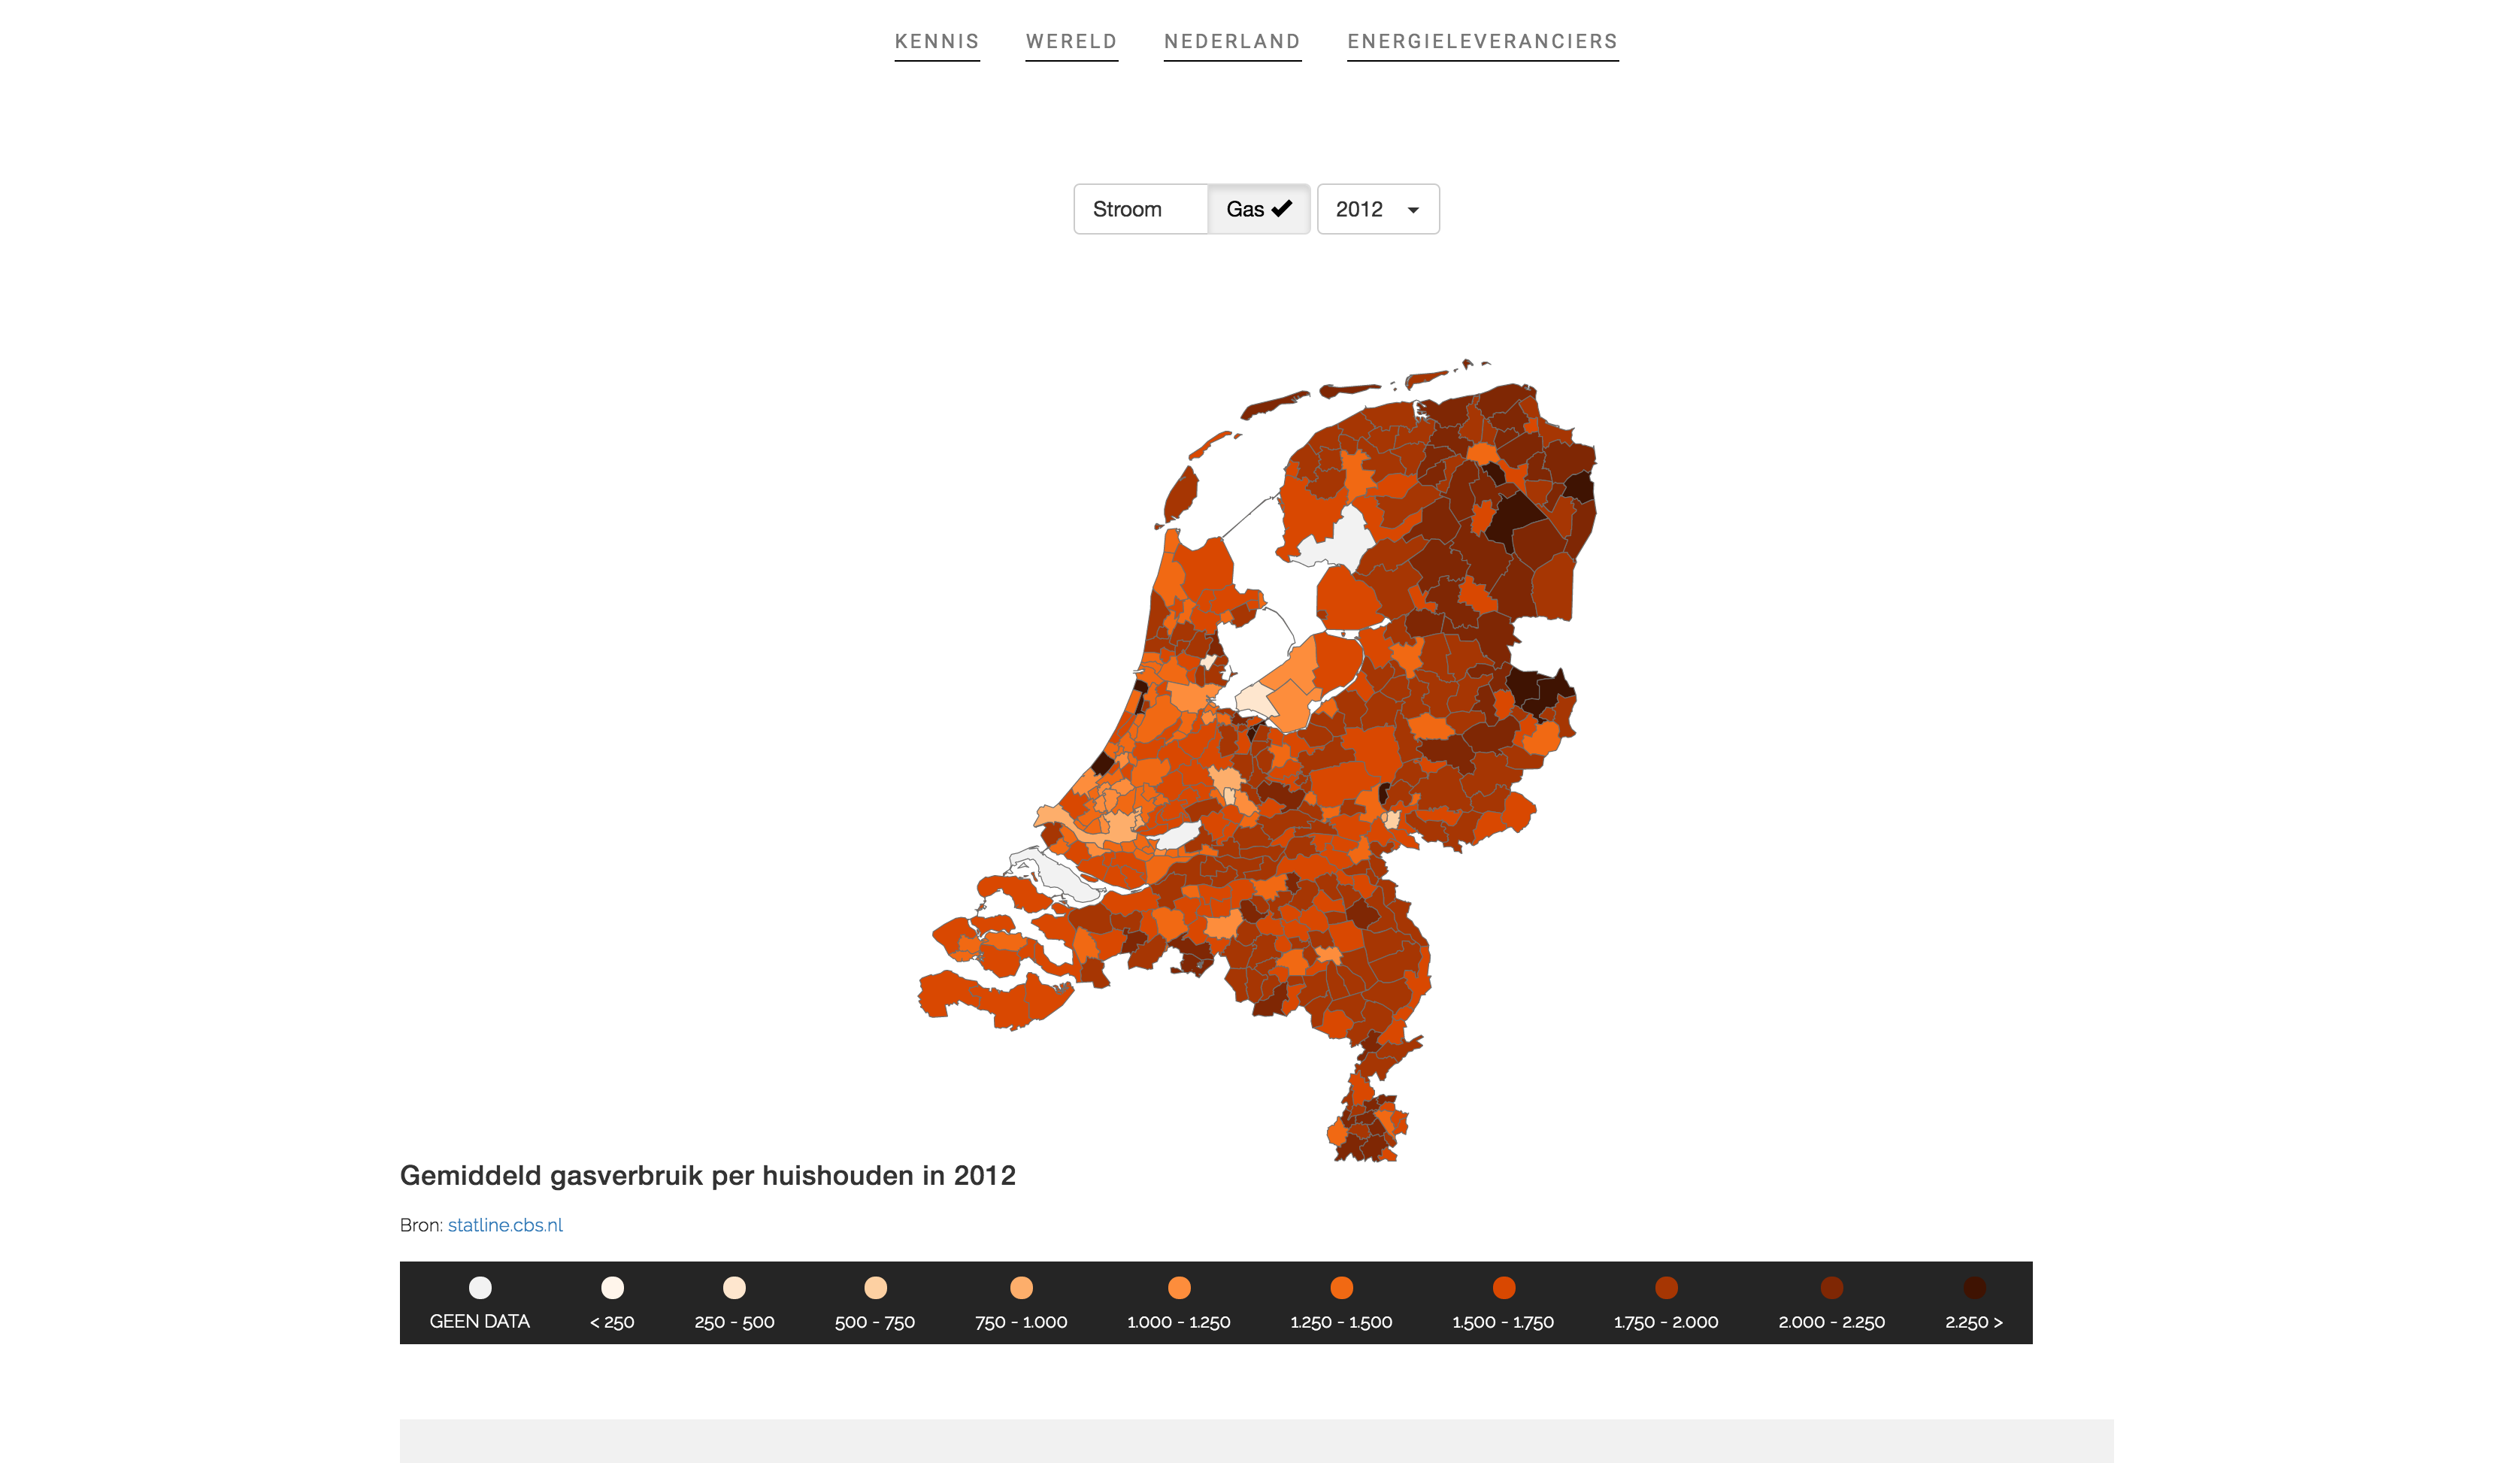 KENNIS WERELD NEDERLAND ENERGIELEVERANCIERS
Stroom Gas 2012
Gemiddeld gasverbruik per huishouden in 2012
Bron: statline.cbs.nl
GEEN DATA < 250 250 - 500 500 - 750 750 - 1.000 1.000 - 1.250 1.250 - 1.500 1.500 - 1.750 1.750 - 2.000 2.000 - 2.250 2.250 >